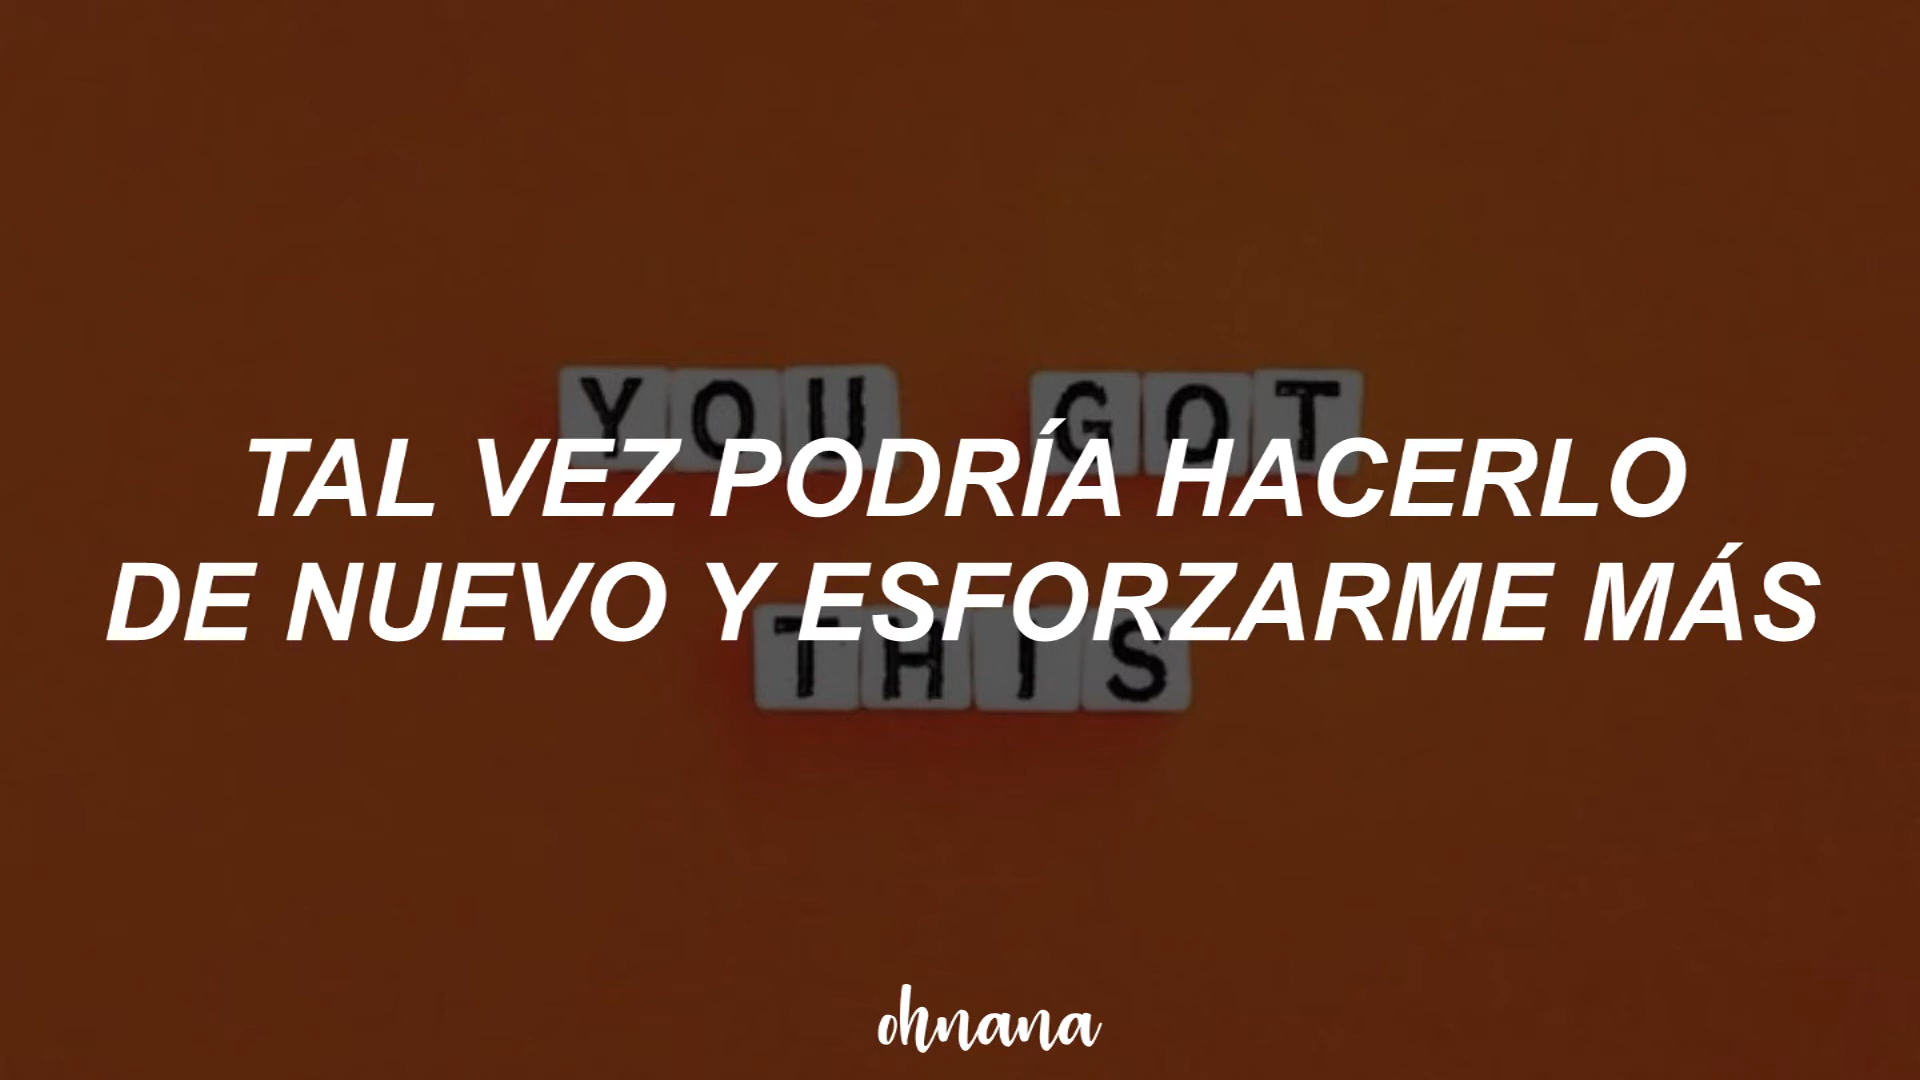 YOU GOT
TAL VEZ PODRÍA HACERLO
DE NUEVO Y ESFORZARME MÁS
THIS
ohnana